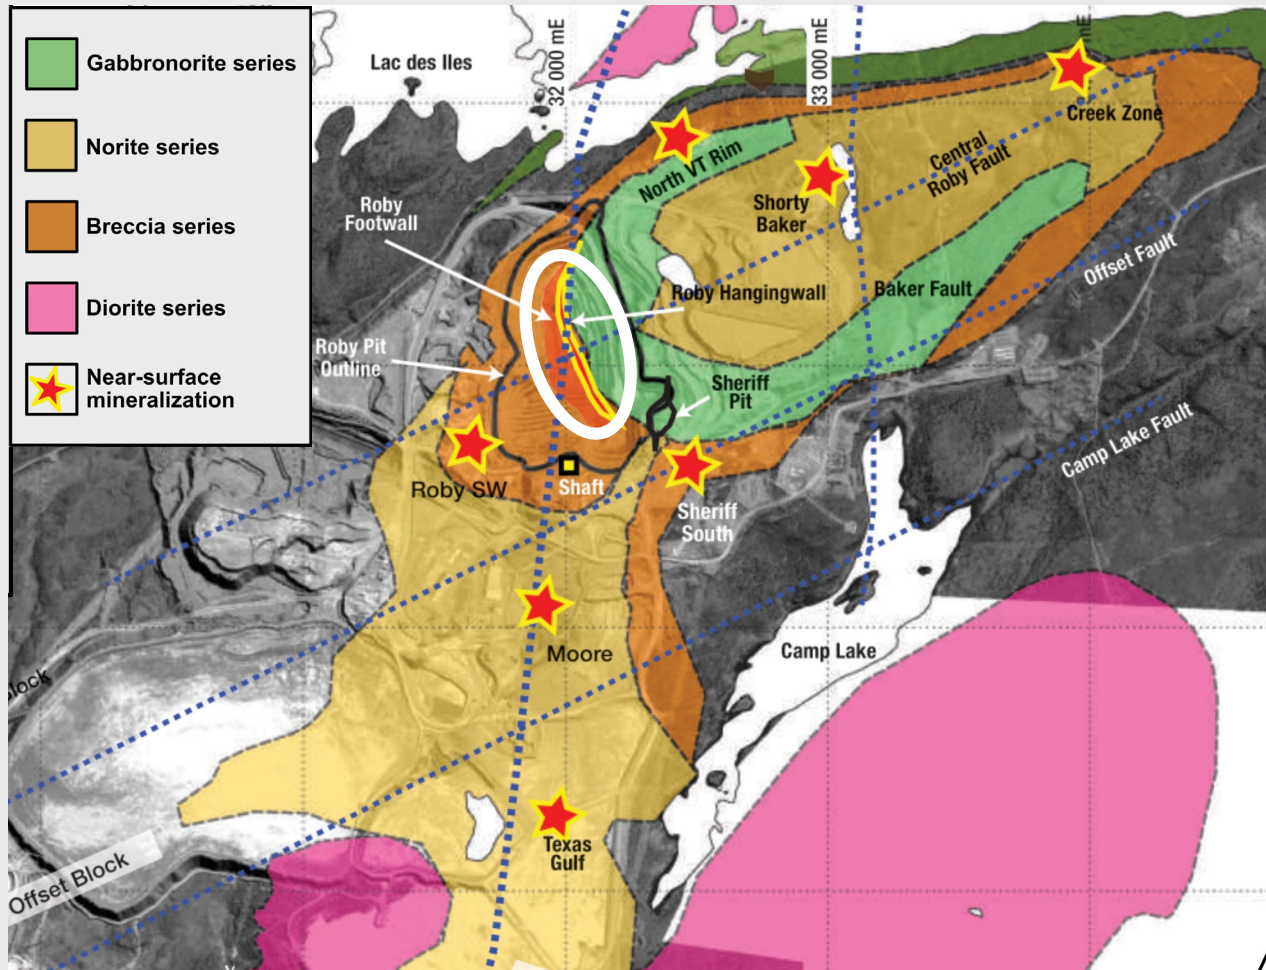 Gabbronorite series
Norite series
Breccia series
Diorite series
Near-surface
mineralization
Lac des Iles
32 000 mE
33 000 mE
mE
Creek Zone
Central
Roby Fault
North VT Rim
Shorty
Baker
Roby
Footwall
Offset Fault
Roby Hangingwall
Baker Fault
Roby Pit
Outline
Sheriff
Pit
Camp Lake Fault
Roby SW
Shaft
Sheriff
South
Moore
Camp Lake
Block
Texas
Gulf
Offset Block